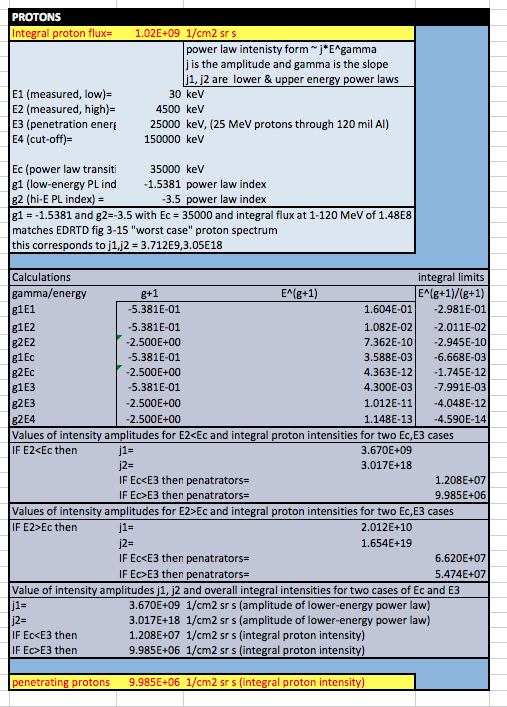 PROTONS
Integral proton flux= 1.02E+09 1/cm2 sr s
power law intenisty form ~ j*E^gamma
j is the amplitude and gamma is the slope
j1, j2 are lower & upper energy power laws
E1 (measured, low)= 30 keV
E2 (measured, high)= 4500 keV
E3 (penetration energ 25000 keV, (25 MeV protons through 120 mil Al)
E4 (cut-off)= 150000 keV
Ec (power law transiti 35000 keV
g1 (low-energy PL ind -1.5381 power law index
g2 (hi-E PL index) = -3.5 power law index
g1 = -1.5381 and g2=-3.5 with Ec = 35000 and integral flux at 1-120 MeV of 1.48E8
matches EDRTD fig 3-15 "worst case" proton spectrum
this corresponds to j1,j2 = 3.712E9,3.05E18
Calculations integral limits
gamma/energy g+1 E^(g+1) E^(g+1)/(g+1)
g1E1 -5.381E-01 1.604E-01 -2.981E-01
g1E2 -5.381E-01 1.082E-02 -2.011E-02
g2E2 -2.500E+00 7.362E-10 -2.945E-10
g1Ec -5.381E-01 3.588E-03 -6.668E-03
g2Ec -2.500E+00 4.363E-12 -1.745E-12
g1E3 -5.381E-01 4.300E-03 -7.991E-03
g2E3 -2.500E+00 1.012E-11 -4.048E-12
g2E4 -2.500E+00 1.148E-13 -4.590E-14
Values of intensity amplitudes for E2<Ec and integral proton intensities for two Ec,E3 cases
IF E2<Ec then j1= 3.670E+09
j2= 3.017E+18
IF Ec<E3 then penatrators= 1.208E+07
IF Ec>E3 then penatrators= 9.985E+06
Values of intensity amplitudes for E2>Ec and integral proton intensities for two Ec,E3 cases
IF E2>Ec then j1= 2.012E+10
j2= 1.654E+19
IF Ec<E3 then penatrators= 6.620E+07
IF Ec>E3 then penatrators= 5.474E+07
Value of intensity amplitudes j1, j2 and overall integral intensities for two cases of Ec and E3
j1= 3.670E+09 1/cm2 sr s (amplitude of lower-energy power law)
j2= 3.017E+18 1/cm2 sr s (amplitude of lower-energy power law)
IF Ec<E3 then 1.208E+07 1/cm2 sr s (integral proton intensity)
IF Ec>E3 then 9.985E+06 1/cm2 sr s (integral proton intensity)
penetrating protons 9.985E+06 1/cm2 sr s (integral proton intensity)